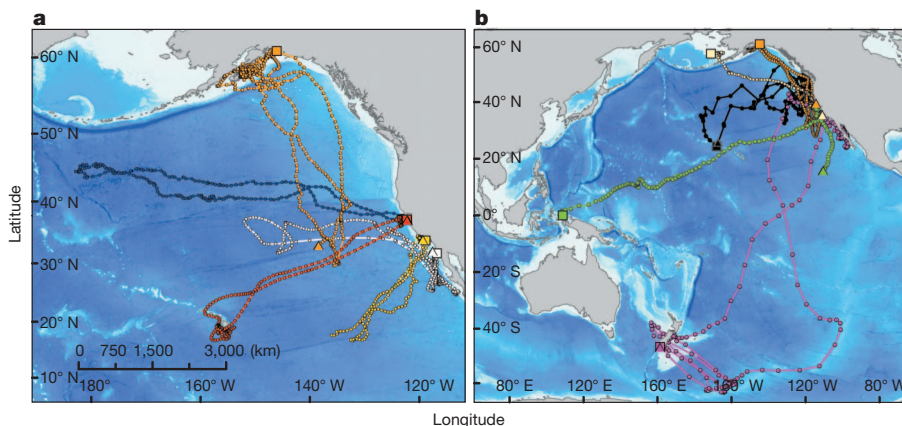 a
60° N
50° N
40° N
30° N
20° N
10° N
Latitude
0 750 1,500 3,000 (km)
180° W 160° W 140° W 120° W
b
60° N
40° N
20° N
0°
20° S
40° S
80° E 120° E 160° E 160° W 120° W 80° W
Longitude